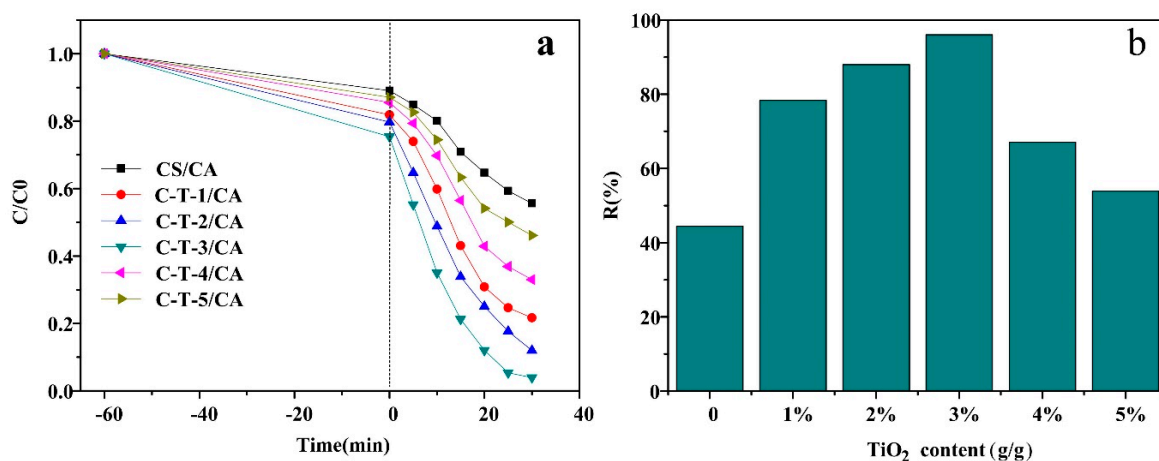 a
1.0
0.8
0.6
0.4
0.2
0.0
C/C0
CS/CA
C-T-1/CA
C-T-2/CA
C-T-3/CA
C-T-4/CA
C-T-5/CA
-60
-40
-20
0
20
40
Time(min)
b
100
80
60
40
20
0
R(%)
0
1%
2%
3%
4%
5%
TiO₂ content (g/g)